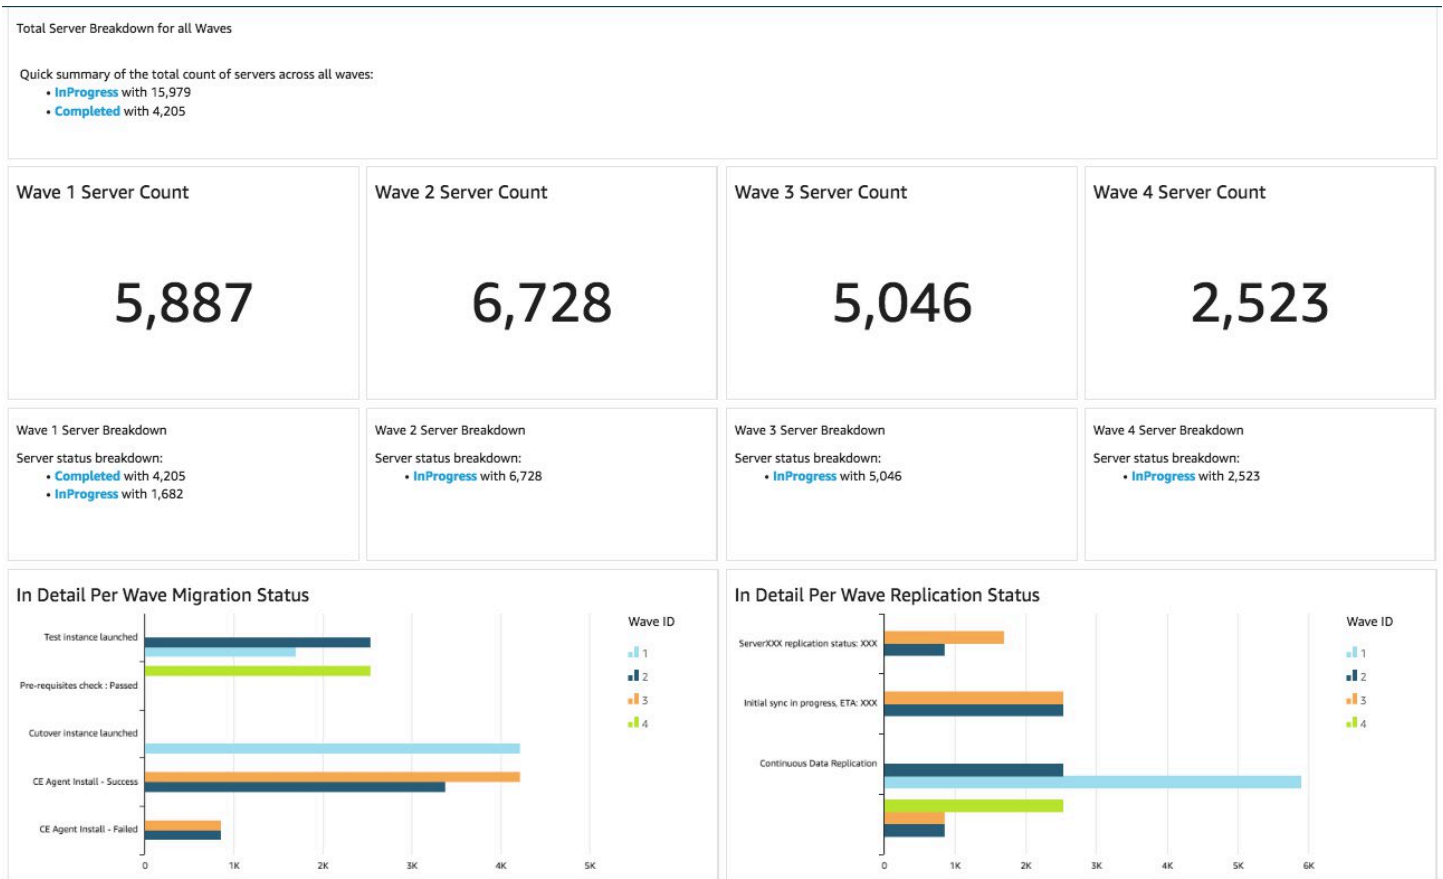 Total Server Breakdown for all Waves
Quick summary of the total count of servers across all waves:
• InProgress with 15,979
• Completed with 4,205
Wave 1 Server Count
5,887
Wave 2 Server Count
6,728
Wave 3 Server Count
5,046
Wave 4 Server Count
2,523
Wave 1 Server Breakdown
Server status breakdown:
• Completed with 4,205
• InProgress with 1,682
Wave 2 Server Breakdown
Server status breakdown:
• InProgress with 6,728
Wave 3 Server Breakdown
Server status breakdown:
• InProgress with 5,046
Wave 4 Server Breakdown
Server status breakdown:
• InProgress with 2,523
In Detail Per Wave Migration Status
Test instance launched
Pre-requisites check : Passed
Cutover instance launched
CE Agent Install - Success
CE Agent Install - Failed
0 1K 2K 3K 4K 5K
Wave ID
1
2
3
4
In Detail Per Wave Replication Status
ServerXXX replication status: XXX
Initial sync in progress, ETA: XXX
Continuous Data Replication
0 1K 2K 3K 4K 5K 6K
Wave ID
1
2
3
4